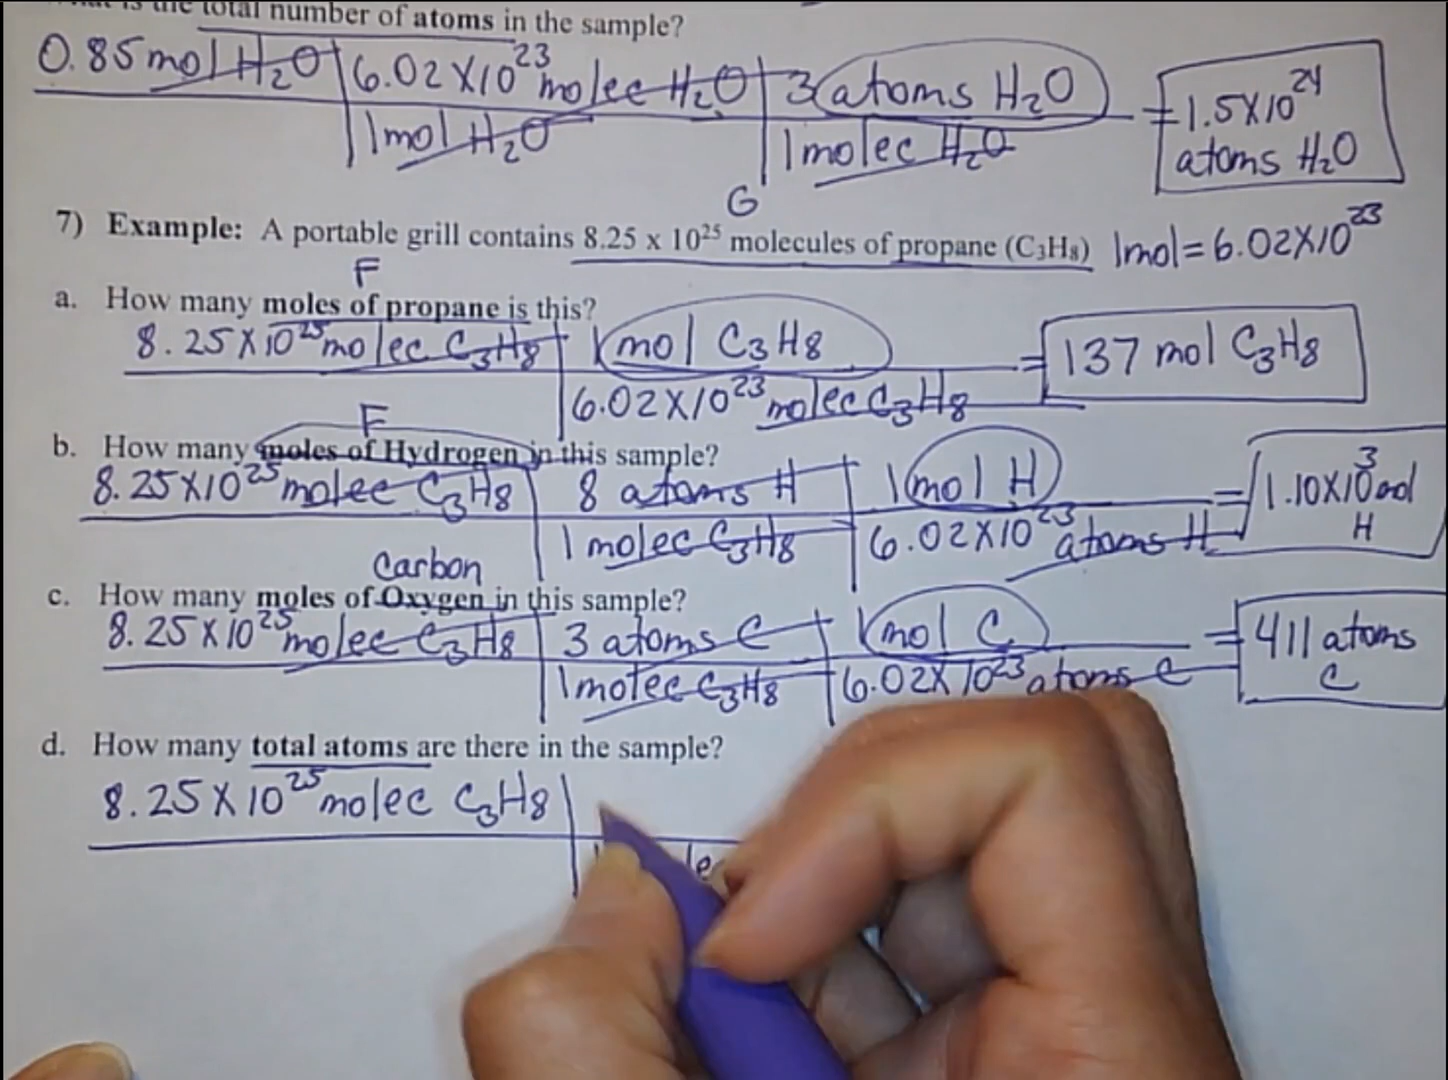 is the total number of atoms in the sample?
0.85 mol H₂O | 6.02 X 10²³ molec H₂O | 3 atoms H₂O
1 mol H₂O | 1 molec H₂O
= 1.5 X 10²⁴ atoms H₂O
G
7) Example: A portable grill contains 8.25 x 10²⁵ molecules of propane (C₃H₈) 1mol = 6.02 X 10²³
F
a. How many moles of propane is this?
8.25 X 10²⁵ molec C₃H₈ | 1 mol C₃H₈ = 137 mol C₃H₈
6.02 X 10²³ molec C₃H₈
F
b. How many moles of Hydrogen in this sample?
8.25 X 10²⁵ molec C₃H₈ | 8 atoms H | 1 mol H = 1.10 X 10³ mol H
1 molec C₃H₈ | 6.02 X 10²³ atoms H
Carbon
c. How many moles of Oxygen in this sample?
8.25 X 10²⁵ molec C₃H₈ | 3 atoms C | 1 mol C = 411 atoms C
1 molec C₃H₈ | 6.02 X 10²³ atoms C
d. How many total atoms are there in the sample?
8.25 X 10²⁵ molec C₃H₈ |